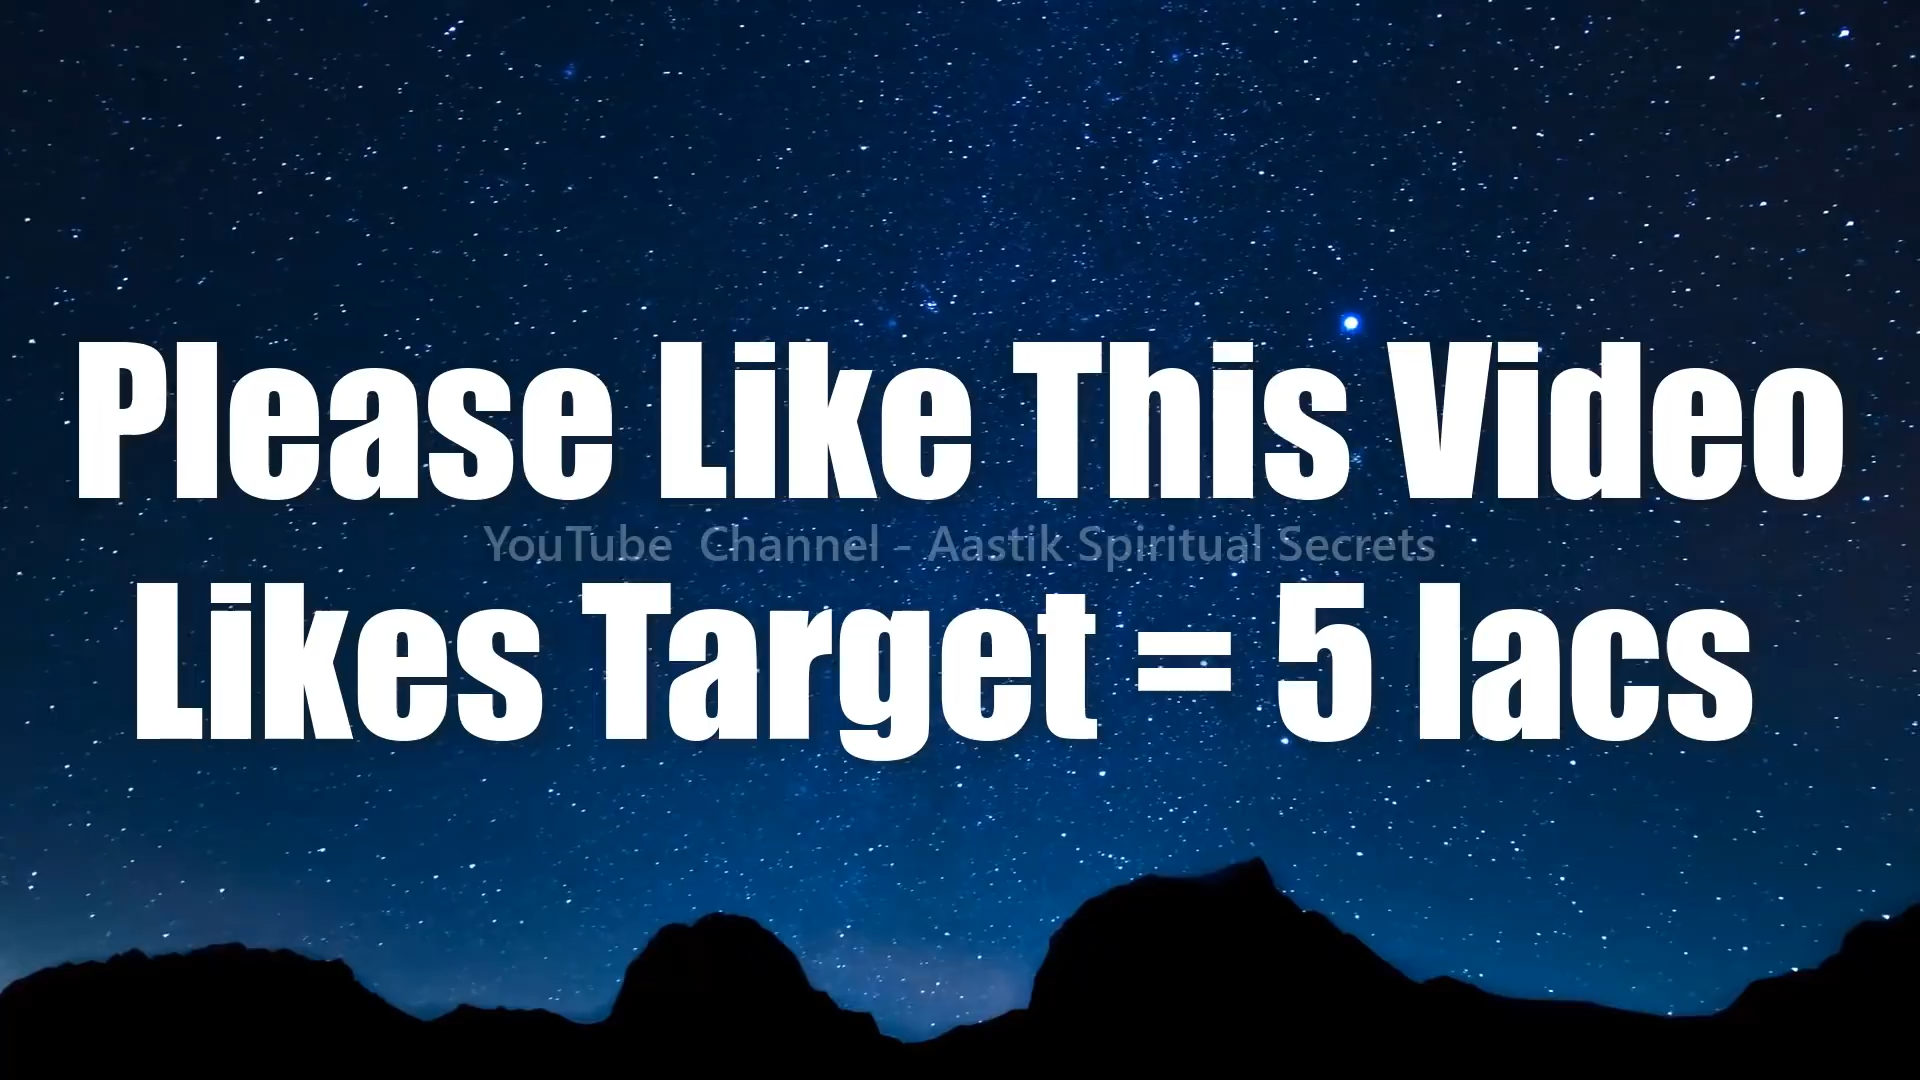 Please Like This Video
YouTube Channel - Aastik Spiritual Secrets
Likes Target = 5 lacs